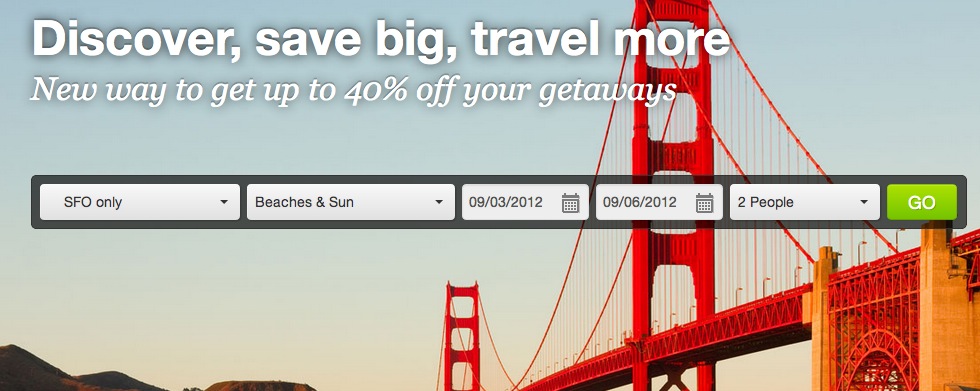 Discover, save big, travel more
New way to get up to 40% off your getaways
SFO only Beaches & Sun 09/03/2012 09/06/2012 2 People GO